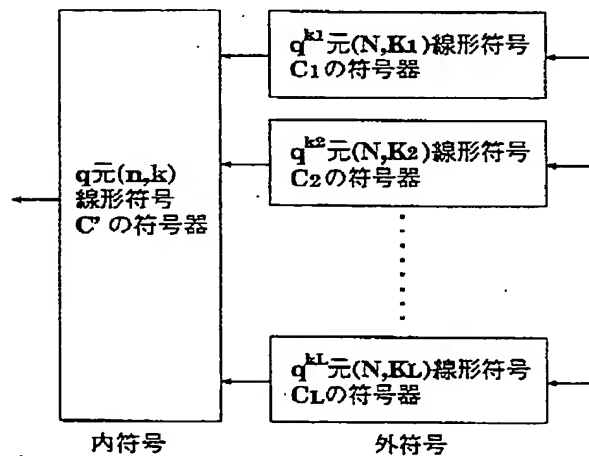 q元(n,k)
線形符号
C' の符号器
q^k1元(N,K1)線形符号
C1の符号器
q^k2元(N,K2)線形符号
C2の符号器
q^kL元(N,KL)線形符号
CLの符号器
内符号
外符号